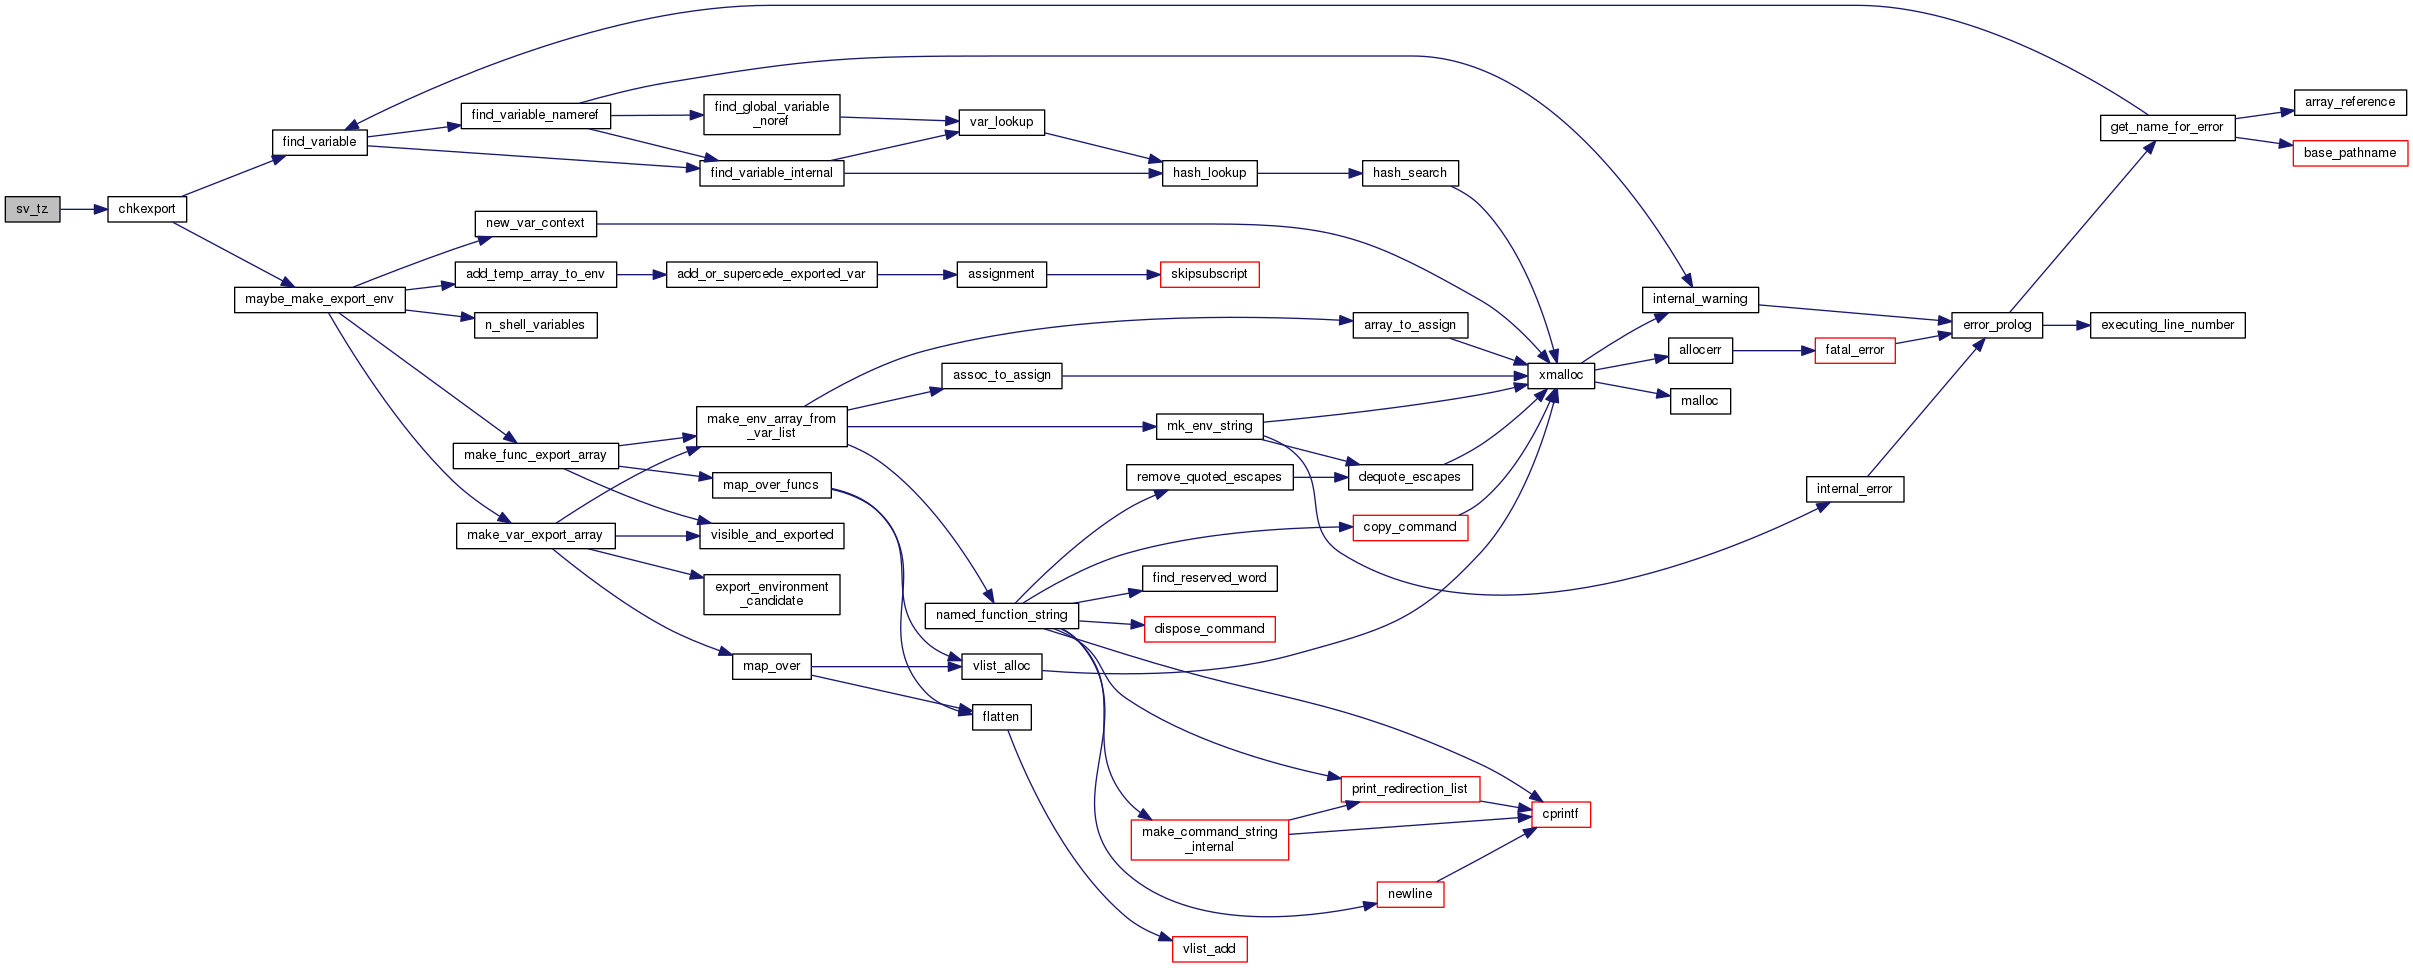 sv_tz
chkexport
find_variable
maybe_make_export_env
find_variable_nameref
new_var_context
add_temp_array_to_env
n_shell_variables
make_func_export_array
make_var_export_array
find_global_variable
_noref
find_variable_internal
add_or_supercede_exported_var
make_env_array_from
_var_list
map_over_funcs
visible_and_exported
export_environment
_candidate
map_over
var_lookup
assignment
assoc_to_assign
named_function_string
vlist_alloc
flatten
hash_lookup
skipsubscript
mk_env_string
remove_quoted_escapes
find_reserved_word
dispose_command
make_command_string
_internal
vlist_add
hash_search
array_to_assign
dequote_escapes
copy_command
print_redirection_list
newline
xmalloc
cprintf
internal_warning
allocerr
malloc
fatal_error
internal_error
error_prolog
get_name_for_error
executing_line_number
array_reference
base_pathname